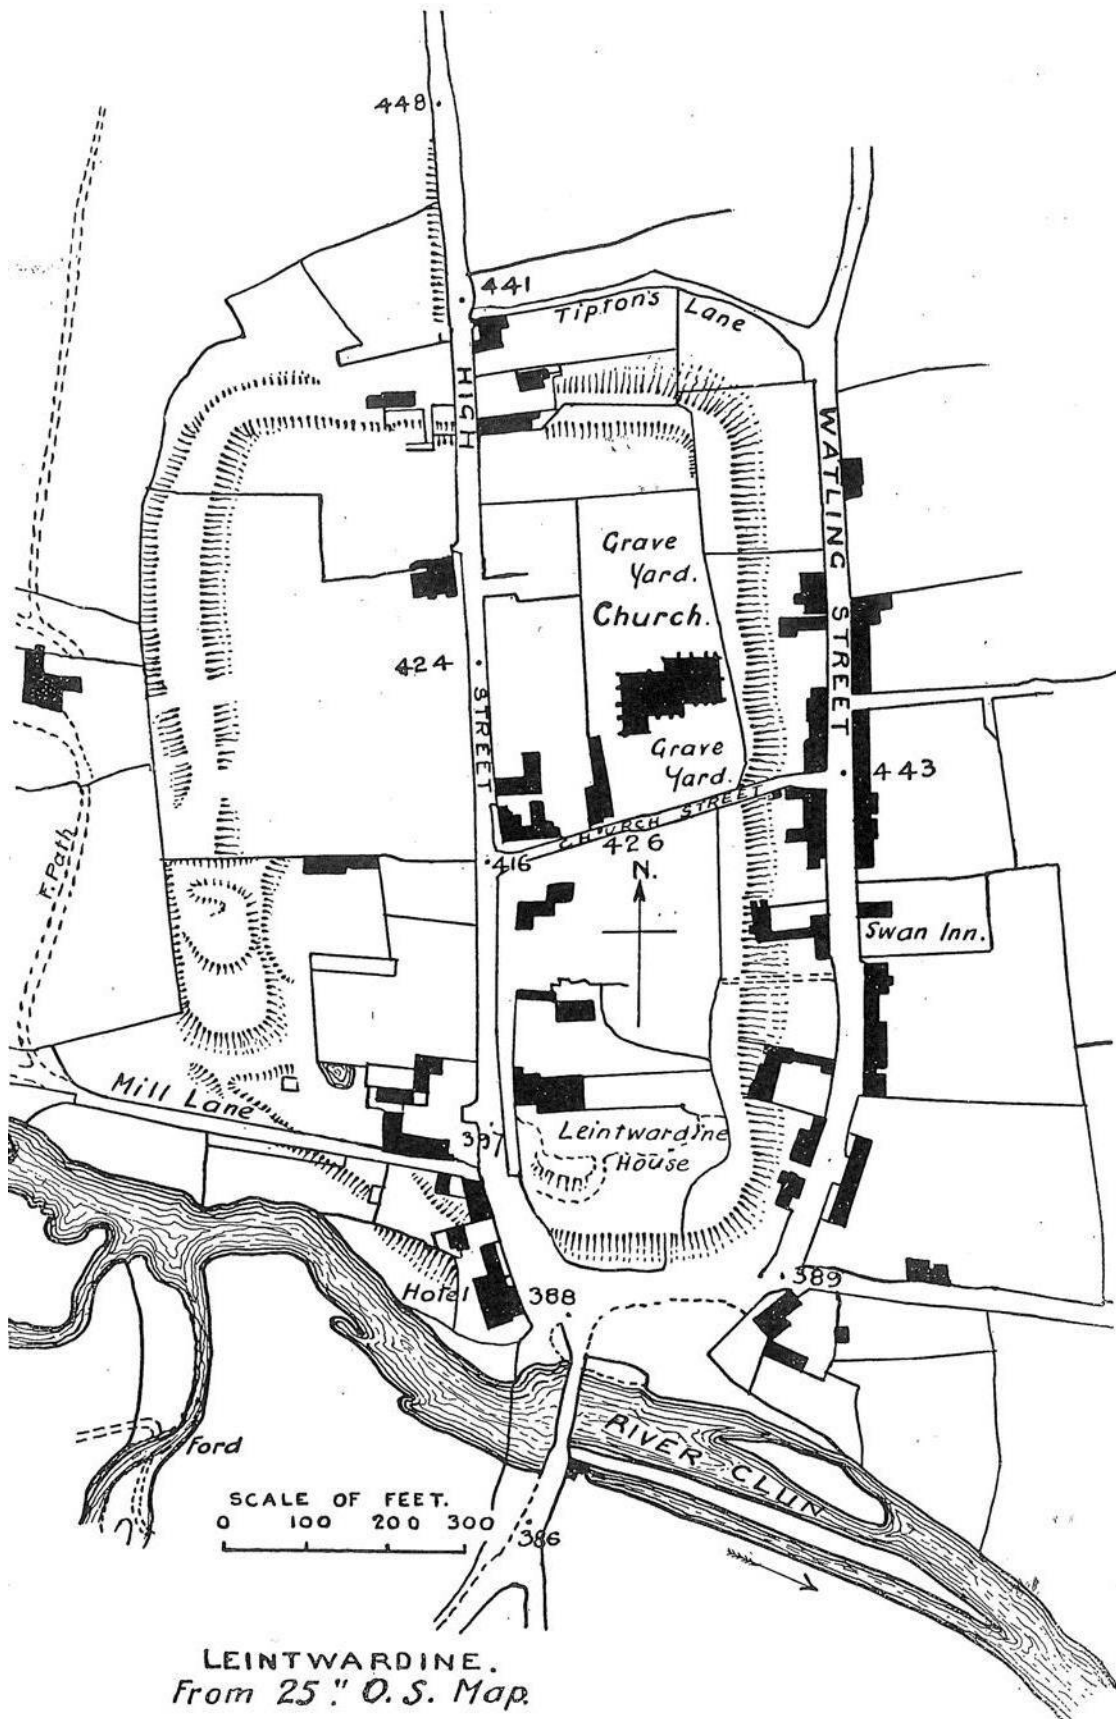 448
441
TIPTON'S LANE
HIGH STREET
WATLING STREET
Grave
Yard.
Church.
424
Grave
Yard.
443
CHURCH STREET
416
426
N.
F. Path
Swan Inn.
Mill Lane
397
Leintwardine
House
Hotel
388
389
Ford
RIVER CLUN
SCALE OF FEET.
0 100 200 300
386
LEINTWARDINE.
From 25." O.S. Map.